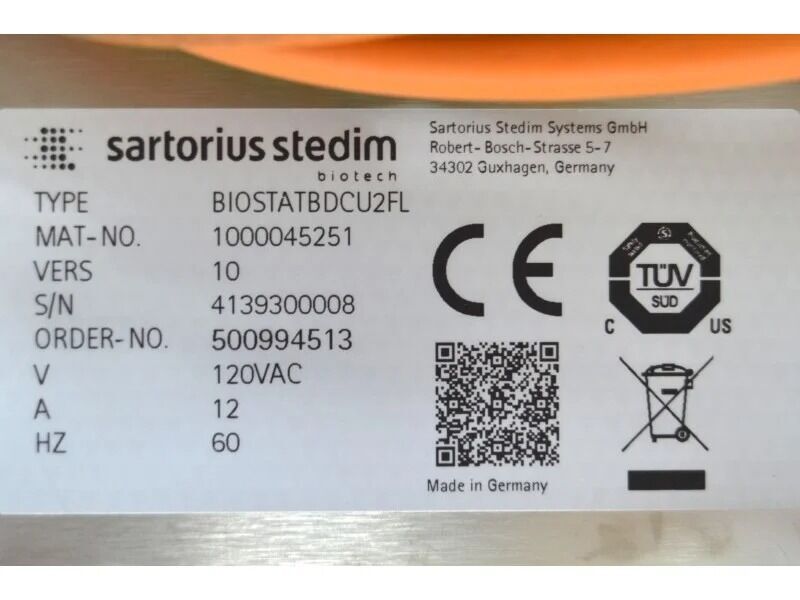 sartorius stedim
biotech
Sartorius Stedim Systems GmbH
Robert-Bosch-Strasse 5-7
34302 Guxhagen, Germany
TYPE BIOSTATBDCU2FL
MAT-NO. 1000045251
VERS 10
S/N 4139300008
ORDER-NO. 500994513
V 120VAC
A 12
HZ 60
CE
TÜV
SÜD
C US
Made in Germany